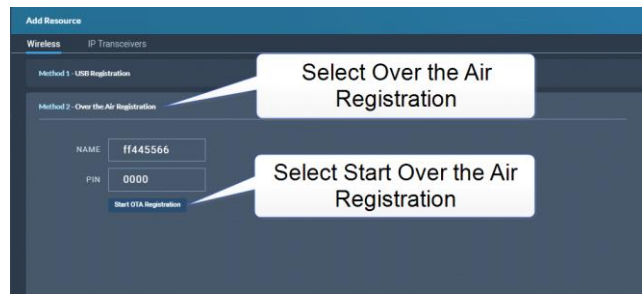 Add Resource
Wireless IP Transceivers
Method 1 - USB Registration
Select Over the Air
Registration
Method 2 - Over the Air Registration
NAME ff445566
PIN 0000
Select Start Over the Air
Registration
Start OTA Registration